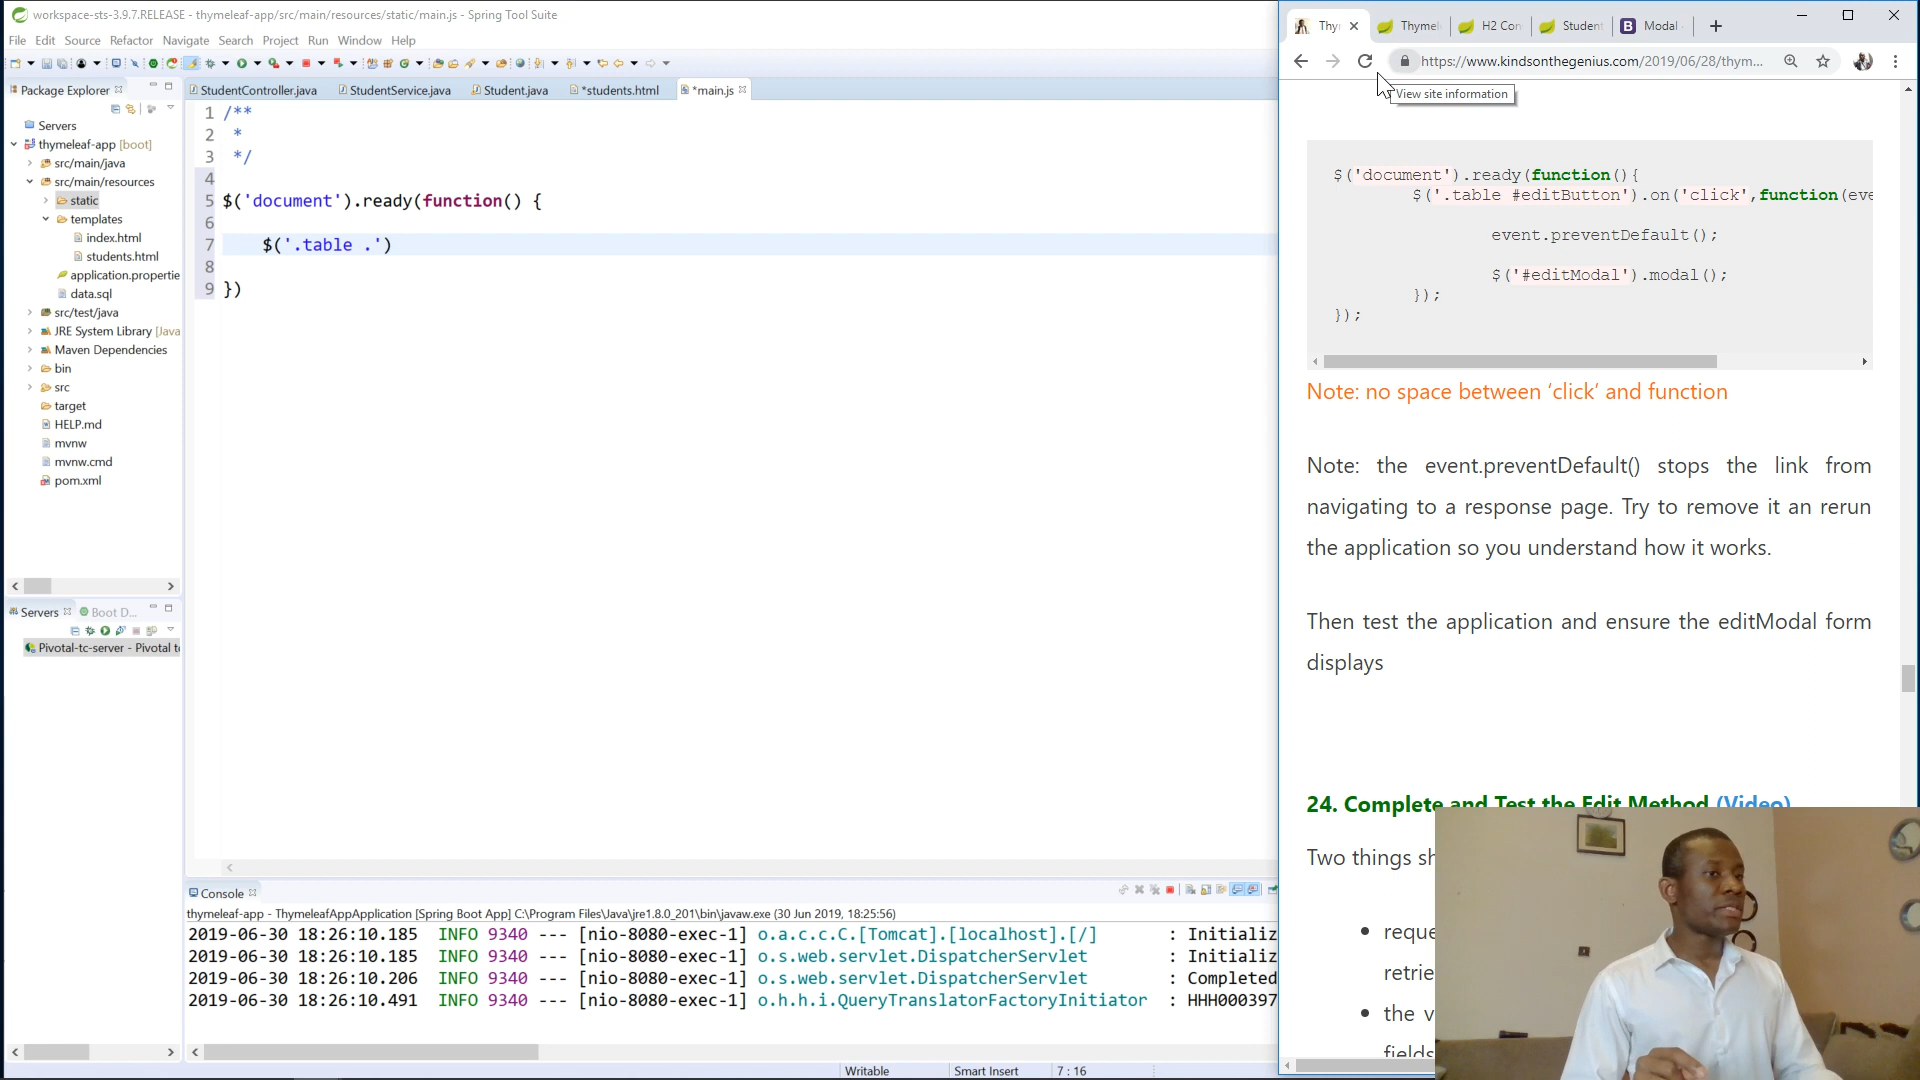 workspace-sts-3.9.7.RELEASE - thymeleaf-app/src/main/resources/static/main.js - Spring Tool Suite
File Edit Source Refactor Navigate Search Project Run Window Help
Package Explorer
Servers
thymeleaf-app [boot]
src/main/java
src/main/resources
static
templates
index.html
students.html
application.propertie
data.sql
src/test/java
JRE System Library [Java
Maven Dependencies
bin
src
target
HELP.md
mvnw
mvnw.cmd
pom.xml
Servers Boot D...
Pivotal-tc-server - Pivotal t
StudentController.java StudentService.java Student.java *students.html *main.js
1 /**
2 *
3 */
4
5 $('document').ready(function() {
6
7 $('.table .')
8
9 })
Console
thymeleaf-app - ThymeleafAppApplication [Spring Boot App] C:\Program Files\Java\jre1.8.0_201\bin\javaw.exe (30 Jun 2019, 18:25:56)
2019-06-30 18:26:10.185 INFO 9340 --- [nio-8080-exec-1] o.a.c.c.C.[Tomcat].[localhost].[/] : Initializ
2019-06-30 18:26:10.185 INFO 9340 --- [nio-8080-exec-1] o.s.web.servlet.DispatcherServlet : Initializ
2019-06-30 18:26:10.206 INFO 9340 --- [nio-8080-exec-1] o.s.web.servlet.DispatcherServlet : Completed
2019-06-30 18:26:10.491 INFO 9340 --- [nio-8080-exec-1] o.h.h.i.QueryTranslatorFactoryInitiator : HHH000397
Writable Smart Insert 7 : 16
Thy Thymel H2 Con Student Modal
https://www.kindsonthegenius.com/2019/06/28/thym...
View site information
$('document').ready(function(){
$('.table #editButton').on('click',function(eve
event.preventDefault();
$('#editModal').modal();
});
});
Note: no space between ‘click’ and function
Note: the event.preventDefault() stops the link from
navigating to a response page. Try to remove it an rerun
the application so you understand how it works.
Then test the application and ensure the editModal form
displays
24. Complete and Test the Edit Method (Video)
Two things sh
reque
retrie
the v
fields